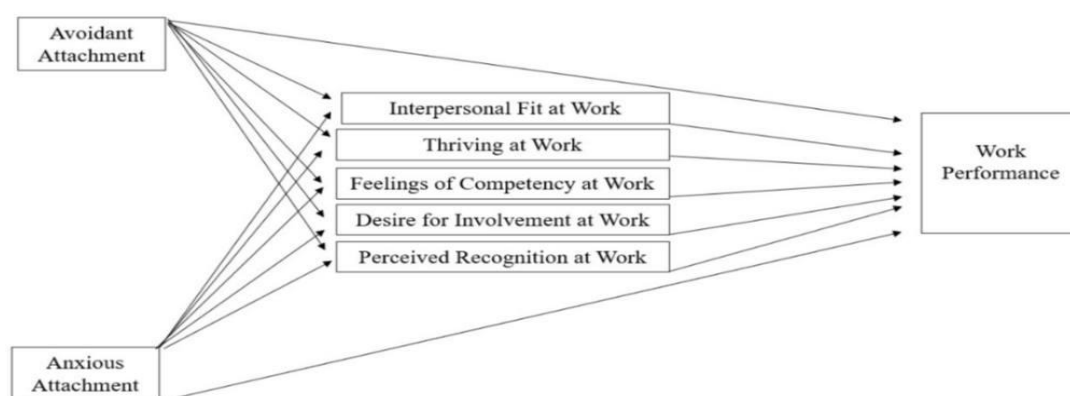 Avoidant
Attachment
Interpersonal Fit at Work
Thriving at Work
Feelings of Competency at Work
Desire for Involvement at Work
Perceived Recognition at Work
Work
Performance
Anxious
Attachment